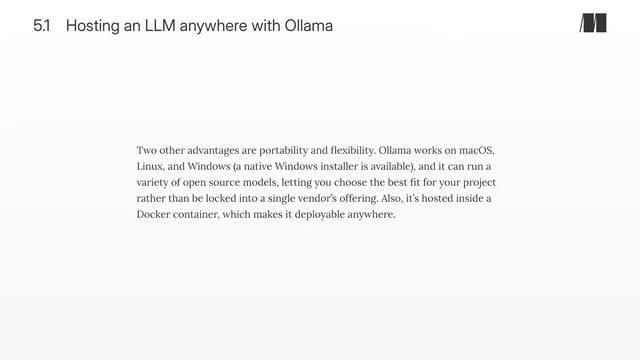 5.1 Hosting an LLM anywhere with Ollama
Two other advantages are portability and flexibility. Ollama works on macOS,
Linux, and Windows (a native Windows installer is available), and it can run a
variety of open source models, letting you choose the best fit for your project
rather than be locked into a single vendor’s offering. Also, it’s hosted inside a
Docker container, which makes it deployable anywhere.